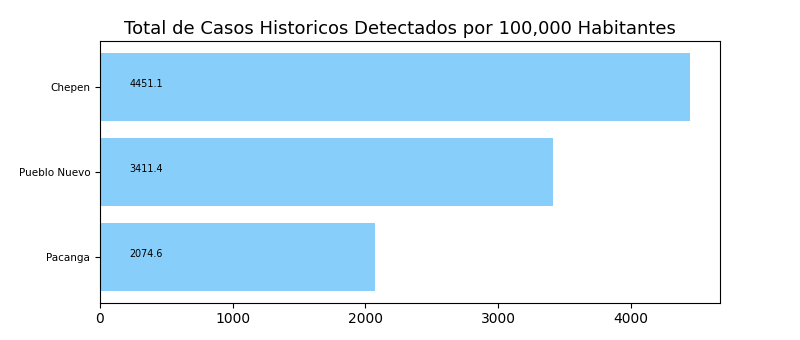 Total de Casos Historicos Detectados por 100,000 Habitantes
Chepen
4451.1
Pueblo Nuevo
3411.4
Pacanga
2074.6
0 1000 2000 3000 4000